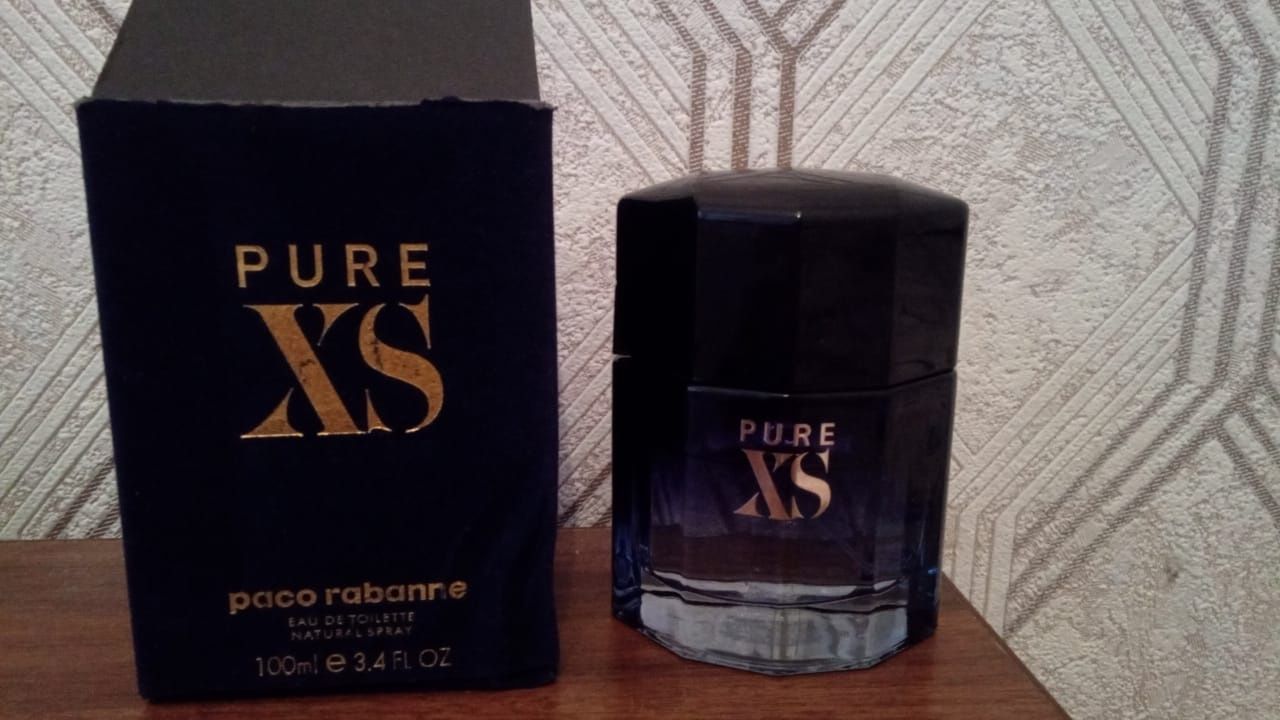 PURE
XS
paco rabanne
EAU DE TOILETTE
NATURAL SPRAY
100ml e 3.4 FL OZ
PURE
XS